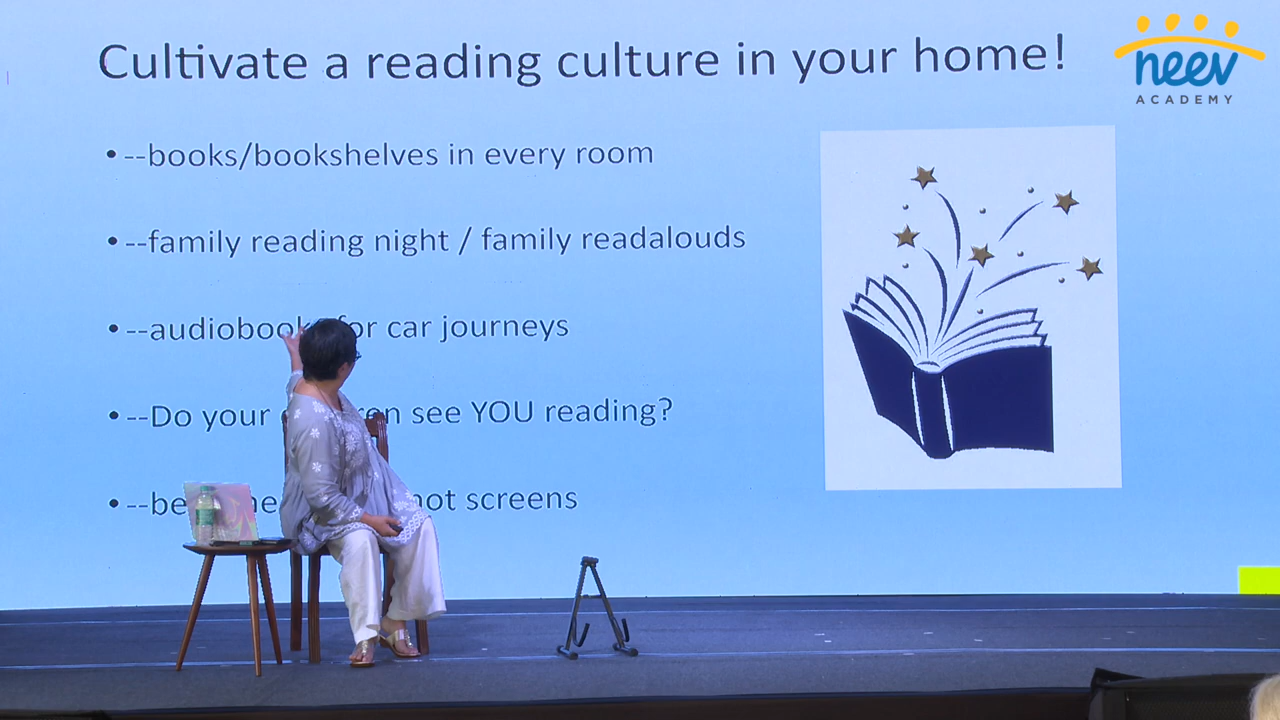 Cultivate a reading culture in your home!
neev
ACADEMY
• --books/bookshelves in every room
• --family reading night / family readalouds
• --audiobooks for car journeys
• --Do your see YOU reading?
• --be not screens